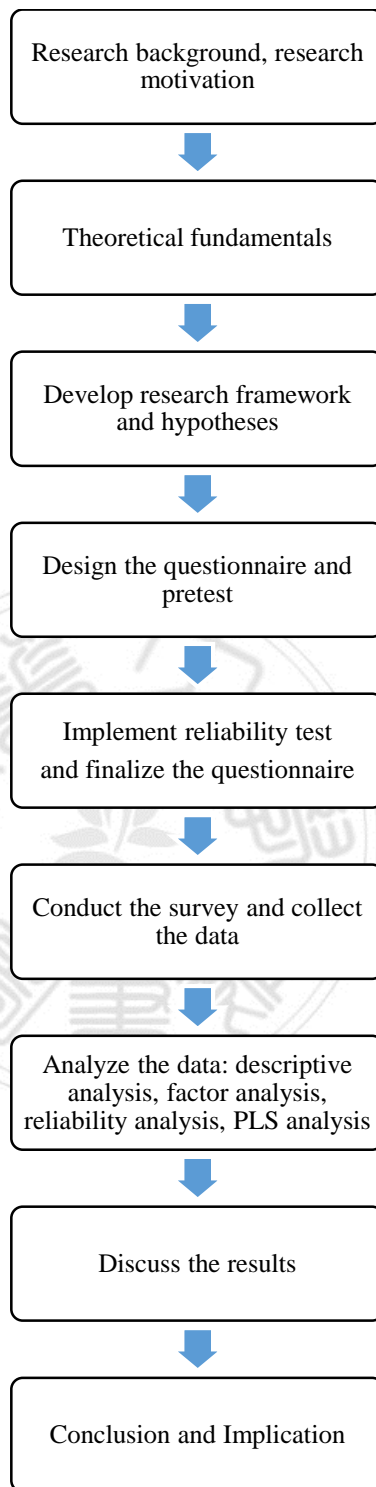 Research background, research
motivation
Theoretical fundamentals
Develop research framework
and hypotheses
Design the questionnaire and
pretest
Implement reliability test
and finalize the questionnaire
Conduct the survey and collect
the data
Analyze the data: descriptive
analysis, factor analysis,
reliability analysis, PLS analysis
Discuss the results
Conclusion and Implication